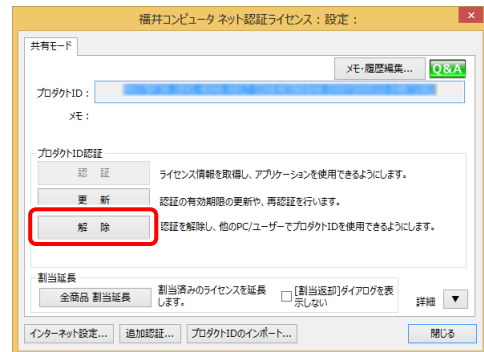 福井コンピュータ ネット認証ライセンス：設定：
共有モード
メモ･履歴編集...
Q&A
プロダクトID：
メモ：
プロダクトID認証
認　証
ライセンス情報を取得し、アプリケーションを使用できるようにします。
更　新
認証の有効期限の更新や、再認証を行います。
解　除
認証を解除し、他のPC/ユーザーでプロダクトIDを使用できるようにします。
割当延長
全商品 割当延長
割当済みのライセンスを延長
します。
[割当返却]ダイアログを表
示しない
詳細 ▼
インターネット設定...
追加認証...
プロダクトIDのインポート...
閉じる